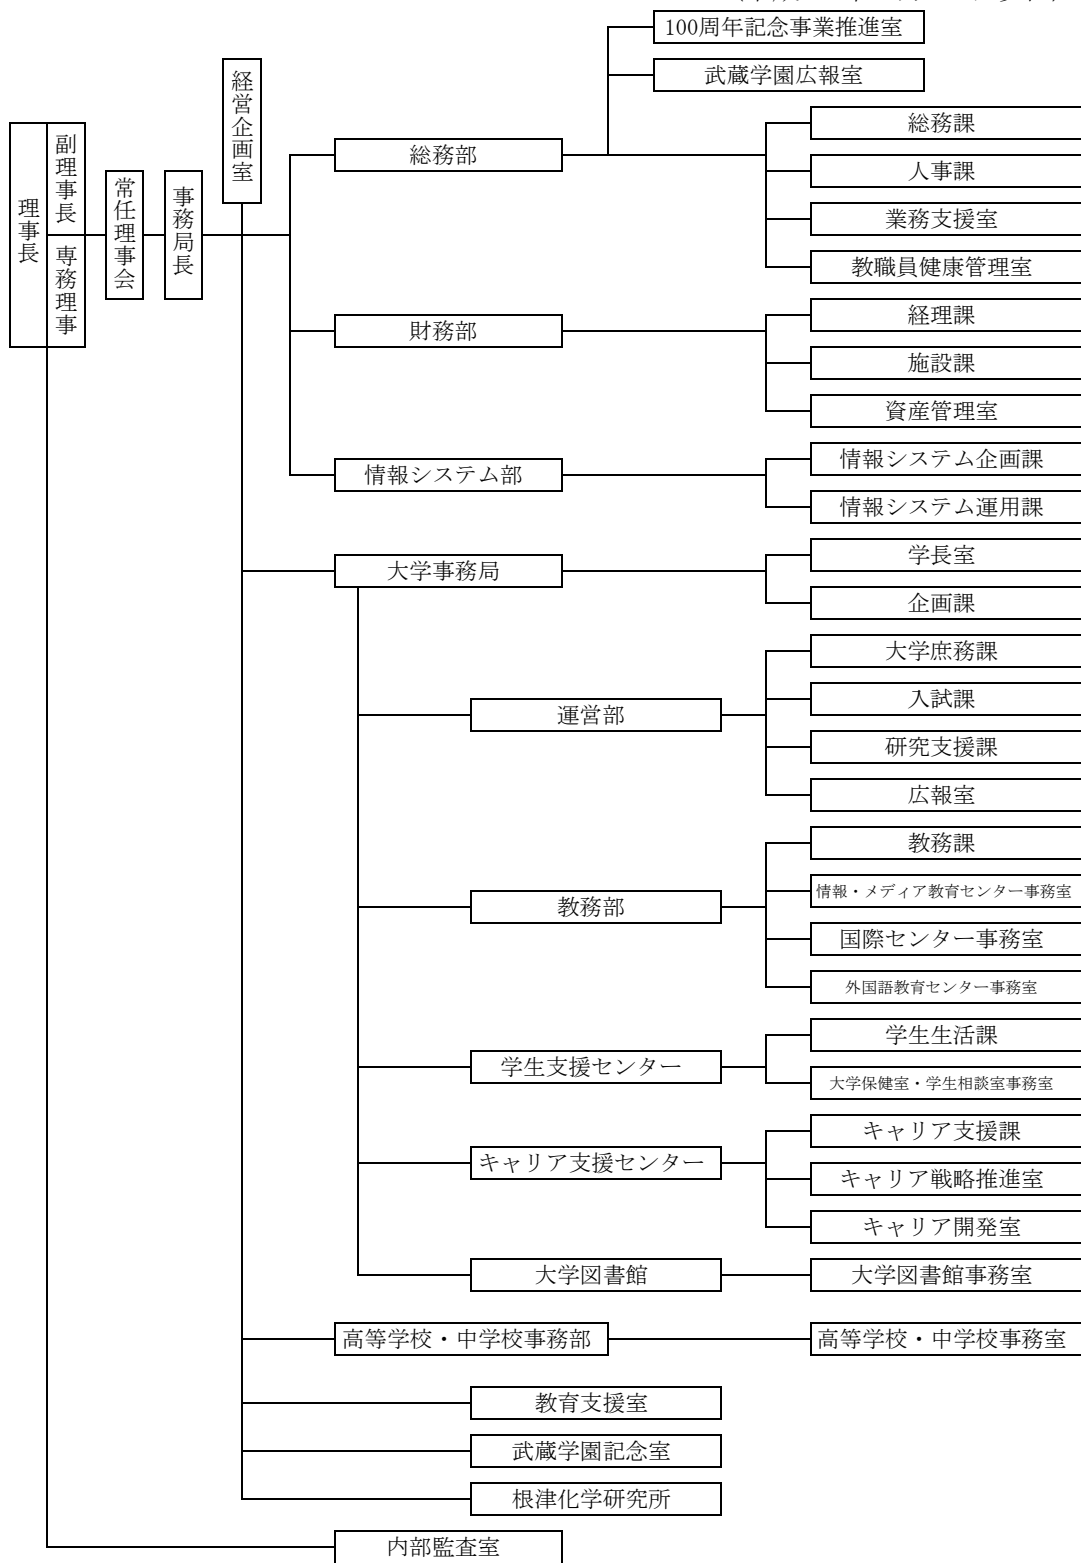 100周年記念事業推進室
武蔵学園広報室
経営企画室
理事長
副理事長
専務理事
常任理事会
事務局長
総務部
総務課
人事課
業務支援室
教職員健康管理室
財務部
経理課
施設課
資産管理室
情報システム部
情報システム企画課
情報システム運用課
大学事務局
学長室
企画課
運営部
大学庶務課
入試課
研究支援課
広報室
教務部
教務課
情報・メディア教育センター事務室
国際センター事務室
外国語教育センター事務室
学生支援センター
学生生活課
大学保健室・学生相談室事務室
キャリア支援センター
キャリア支援課
キャリア戦略推進室
キャリア開発室
大学図書館
大学図書館事務室
高等学校・中学校事務部
高等学校・中学校事務室
教育支援室
武蔵学園記念室
根津化学研究所
内部監査室